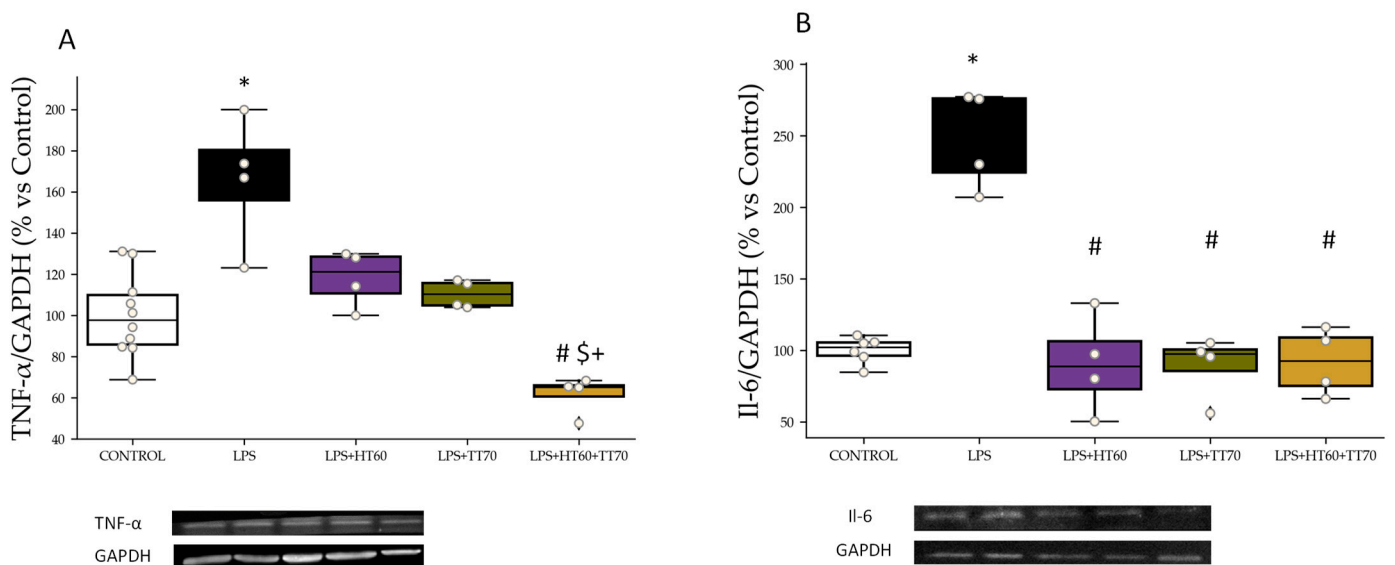 A
TNF-α/GAPDH (% vs Control)
200
180
160
140
120
100
80
60
40
*
# $+
CONTROL LPS LPS+HT60 LPS+TT70 LPS+HT60+TT70
TNF-α
GAPDH
B
Il-6/GAPDH (% vs Control)
300
250
200
150
100
50
*
# # #
CONTROL LPS LPS+HT60 LPS+TT70 LPS+HT60+TT70
Il-6
GAPDH